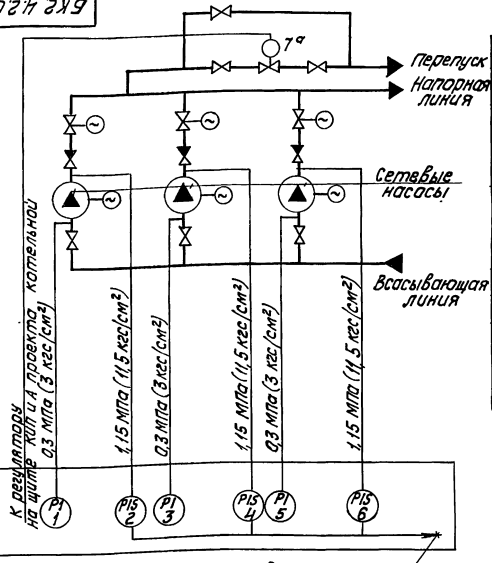 БКГ 4.20
7а
Перепуск
Напорная
линия
Сетевые
насосы
Всасывающая
линия
К регулятору
на щите КИП и А проекта котельной
0,3 МПа (3 кгс/см²)
1,15 МПа (11,5 кгс/см²)
0,3 МПа (3 кгс/см²)
1,15 МПа (11,5 кгс/см²)
0,3 МПа (3 кгс/см²)
1,15 МПа (11,5 кгс/см²)
~
~
~
~
~
~
PI
1
PIS
2
PI
3
PIS
4
PI
5
PIS
6